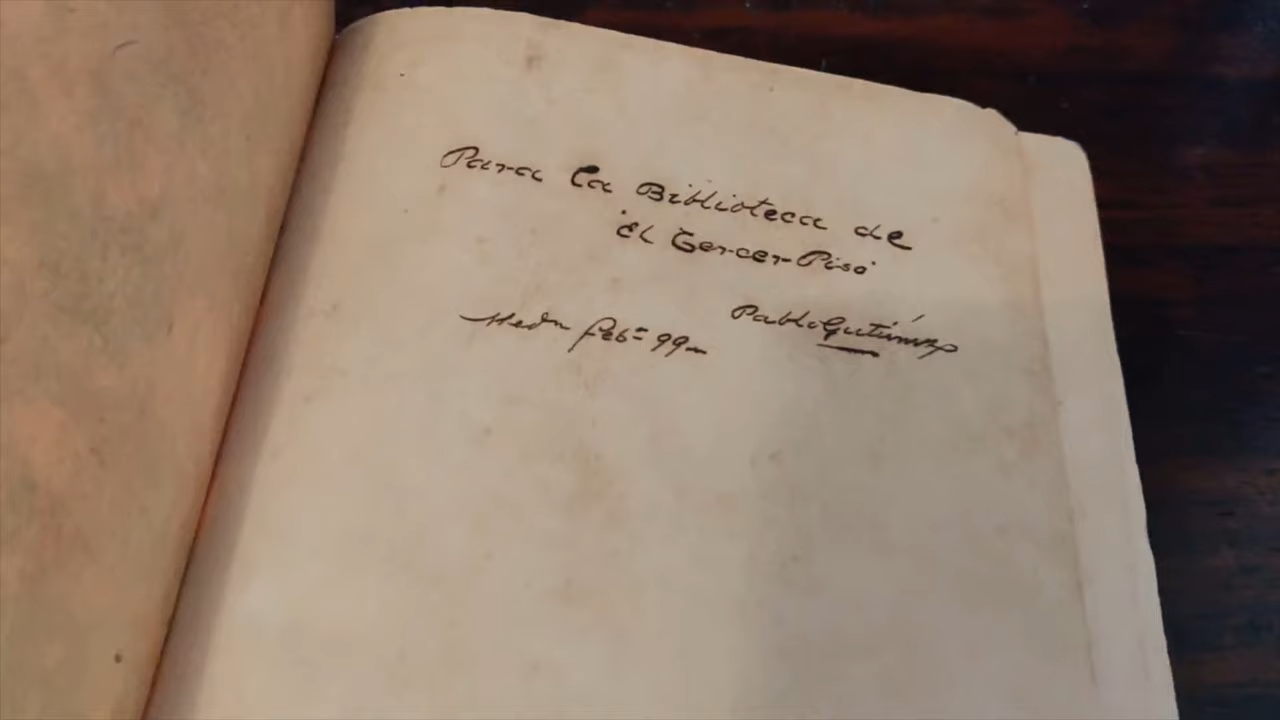 Para la Biblioteca de
"El Tercer Piso"
Pablo Gutiérrez
Medn Feb= 99